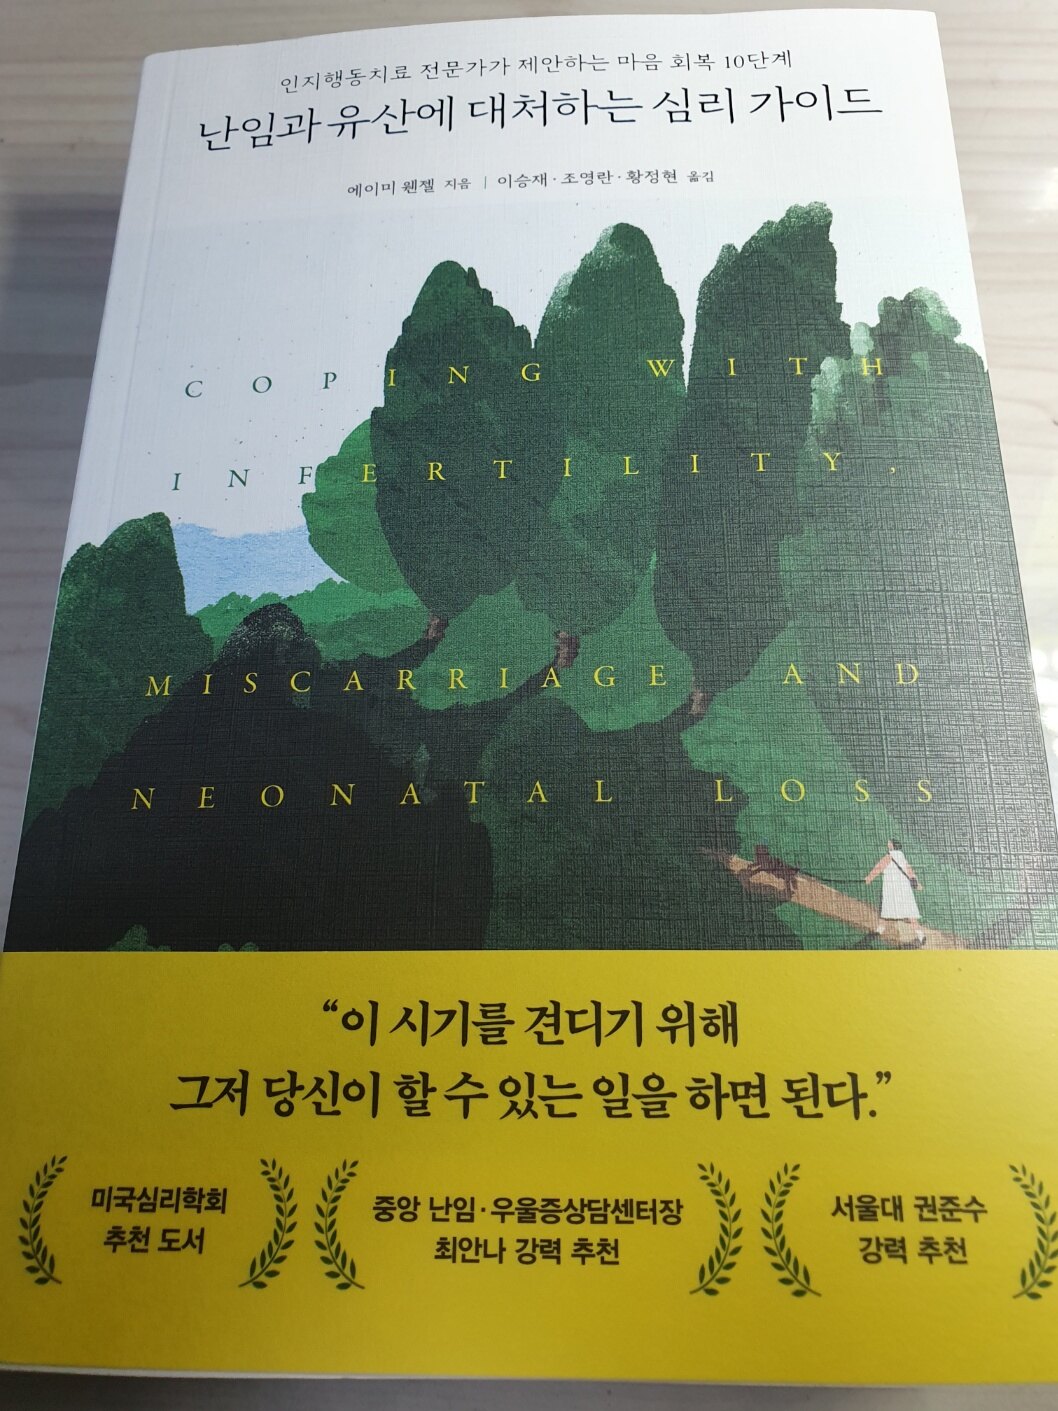 인지행동치료 전문가가 제안하는 마음 회복 10단계
난임과 유산에 대처하는 심리 가이드
에이미 웬젤 지음 | 이승재·조영란·황정현 옮김
COPING WITH
INFERTILITY,
MISCARRIAGE AND
NEONATAL LOSS
“이 시기를 견디기 위해
그저 당신이 할 수 있는 일을 하면 된다.”
미국심리학회
추천 도서
중앙 난임·우울증상담센터장
최안나 강력 추천
서울대 권준수
강력 추천